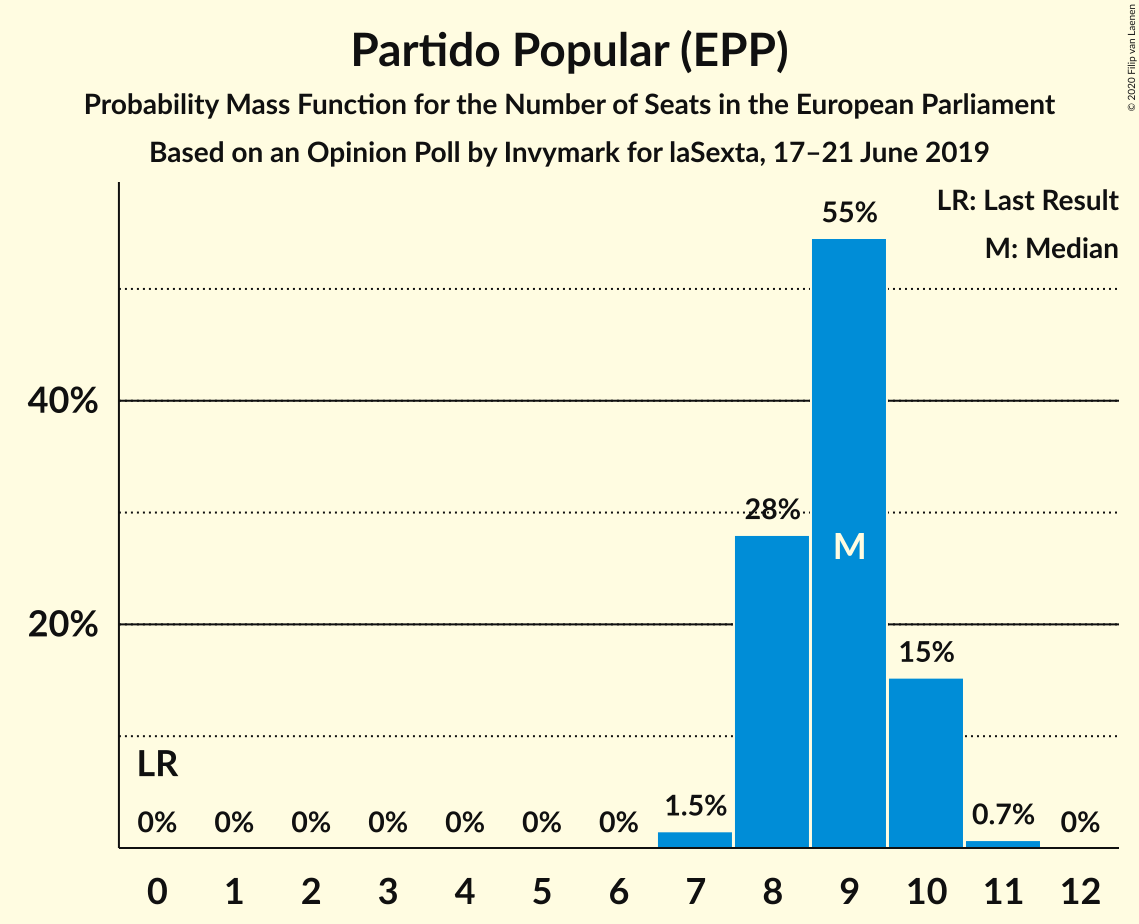 Partido Popular (EPP)
Probability Mass Function for the Number of Seats in the European Parliament
Based on an Opinion Poll by Invymark for laSexta, 17–21 June 2019
© 2020 Filip van Laenen
LR: Last Result
M: Median
55%
40%
28%
M
20%
15%
LR
0% 0% 0% 0% 0% 0% 0% 1.5% 0.7% 0%
0 1 2 3 4 5 6 7 8 9 10 11 12